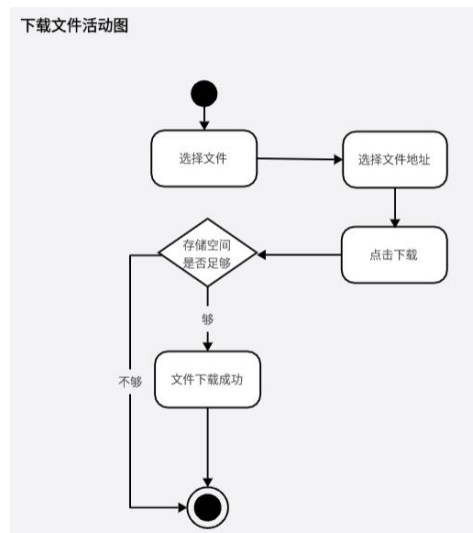 下载文件活动图
选择文件
选择文件地址
存储空间
是否足够
点击下载
够
文件下载成功
不够